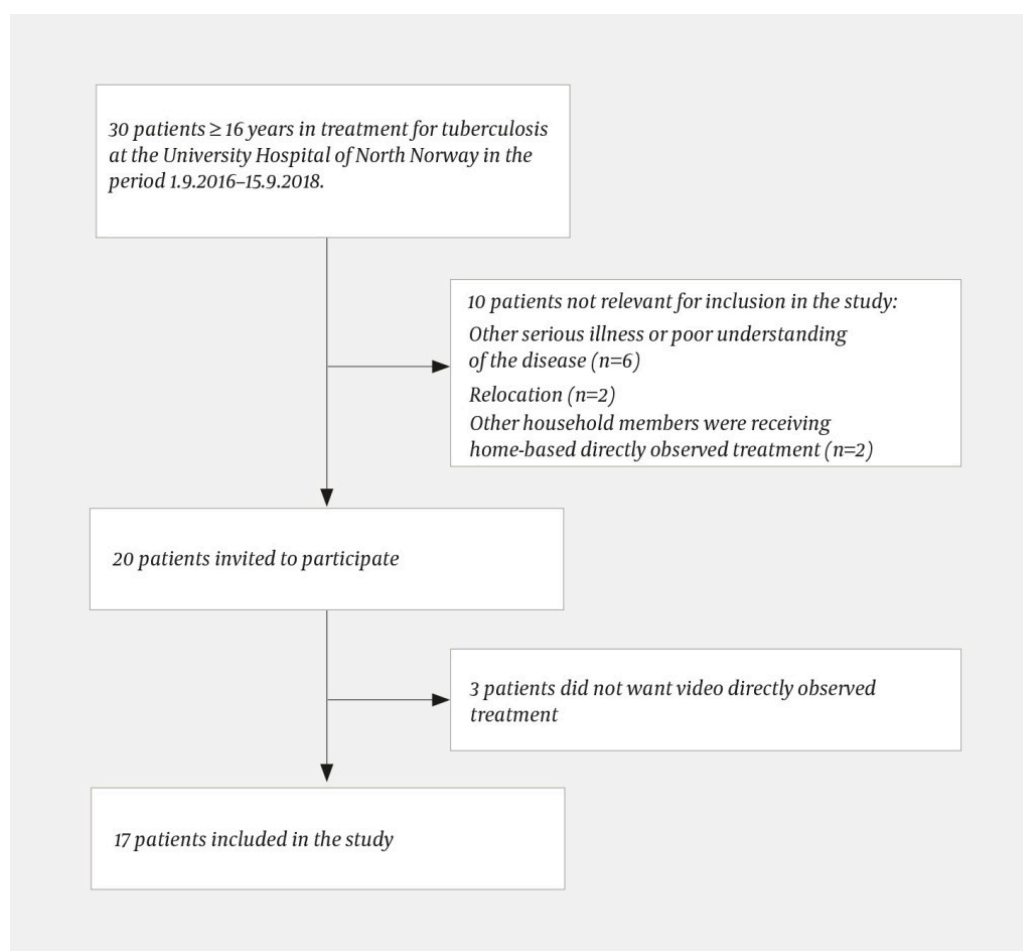 30 patients ≥ 16 years in treatment for tuberculosis
at the University Hospital of North Norway in the
period 1.9.2016–15.9.2018.
10 patients not relevant for inclusion in the study:
Other serious illness or poor understanding
of the disease (n=6)
Relocation (n=2)
Other household members were receiving
home-based directly observed treatment (n=2)
20 patients invited to participate
3 patients did not want video directly observed
treatment
17 patients included in the study